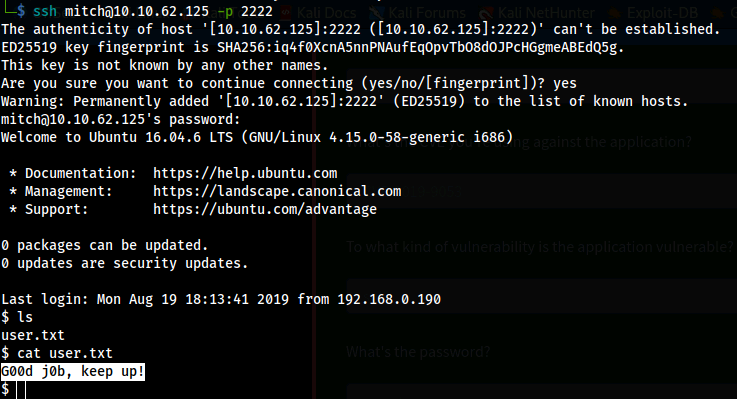 $ ssh mitch@10.10.62.125 -p 2222
Kali Docs Kali Forums Kali NetHunter Exploit-DB
The authenticity of host '[10.10.62.125]:2222 ([10.10.62.125]:2222)' can't be established.
ED25519 key fingerprint is SHA256:iq4f0XcnA5nnPNAufEqOpvTbO8dOJPcHGgmeABEdQ5g.
This key is not known by any other names.
Are you sure you want to continue connecting (yes/no/[fingerprint])? yes
Warning: Permanently added '[10.10.62.125]:2222' (ED25519) to the list of known hosts.
mitch@10.10.62.125's password:
Welcome to Ubuntu 16.04.6 LTS (GNU/Linux 4.15.0-58-generic i686)
against the application?
* Documentation: https://help.ubuntu.com
* Management: https://landscape.canonical.com
* Support: https://ubuntu.com/advantage
0 packages can be updated.
To what kind of vulnerability is the application vulnerable?
0 updates are security updates.
Last login: Mon Aug 19 18:13:41 2019 from 192.168.0.190
$ ls
user.txt
$ cat user.txt
What's the password?
G00d j0b, keep up!
$